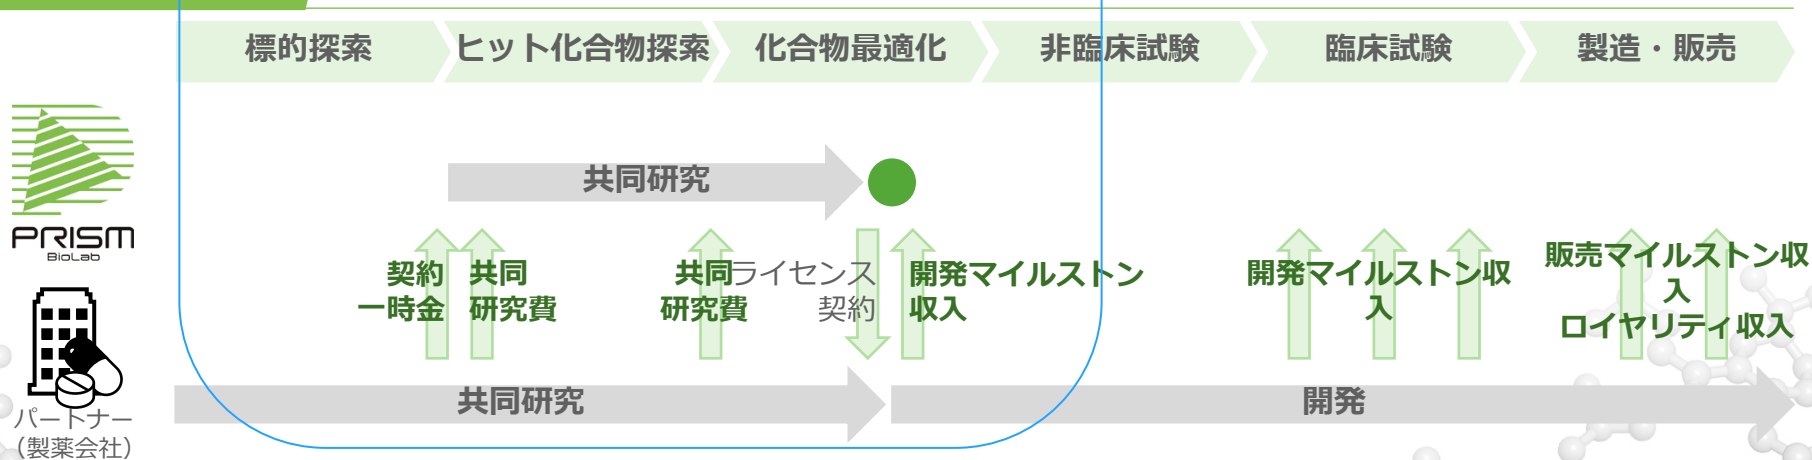 標的探索
ヒット化合物探索
化合物最適化
非臨床試験
臨床試験
製造・販売
共同研究
PRISM
BioLab
契約
一時金
共同
研究費
共同
研究費
ライセンス
契約
開発マイルストン
収入
開発マイルストン収
入
販売マイルストン収
入
ロイヤリティ収入
共同研究
開発
パートナー
（製薬会社）